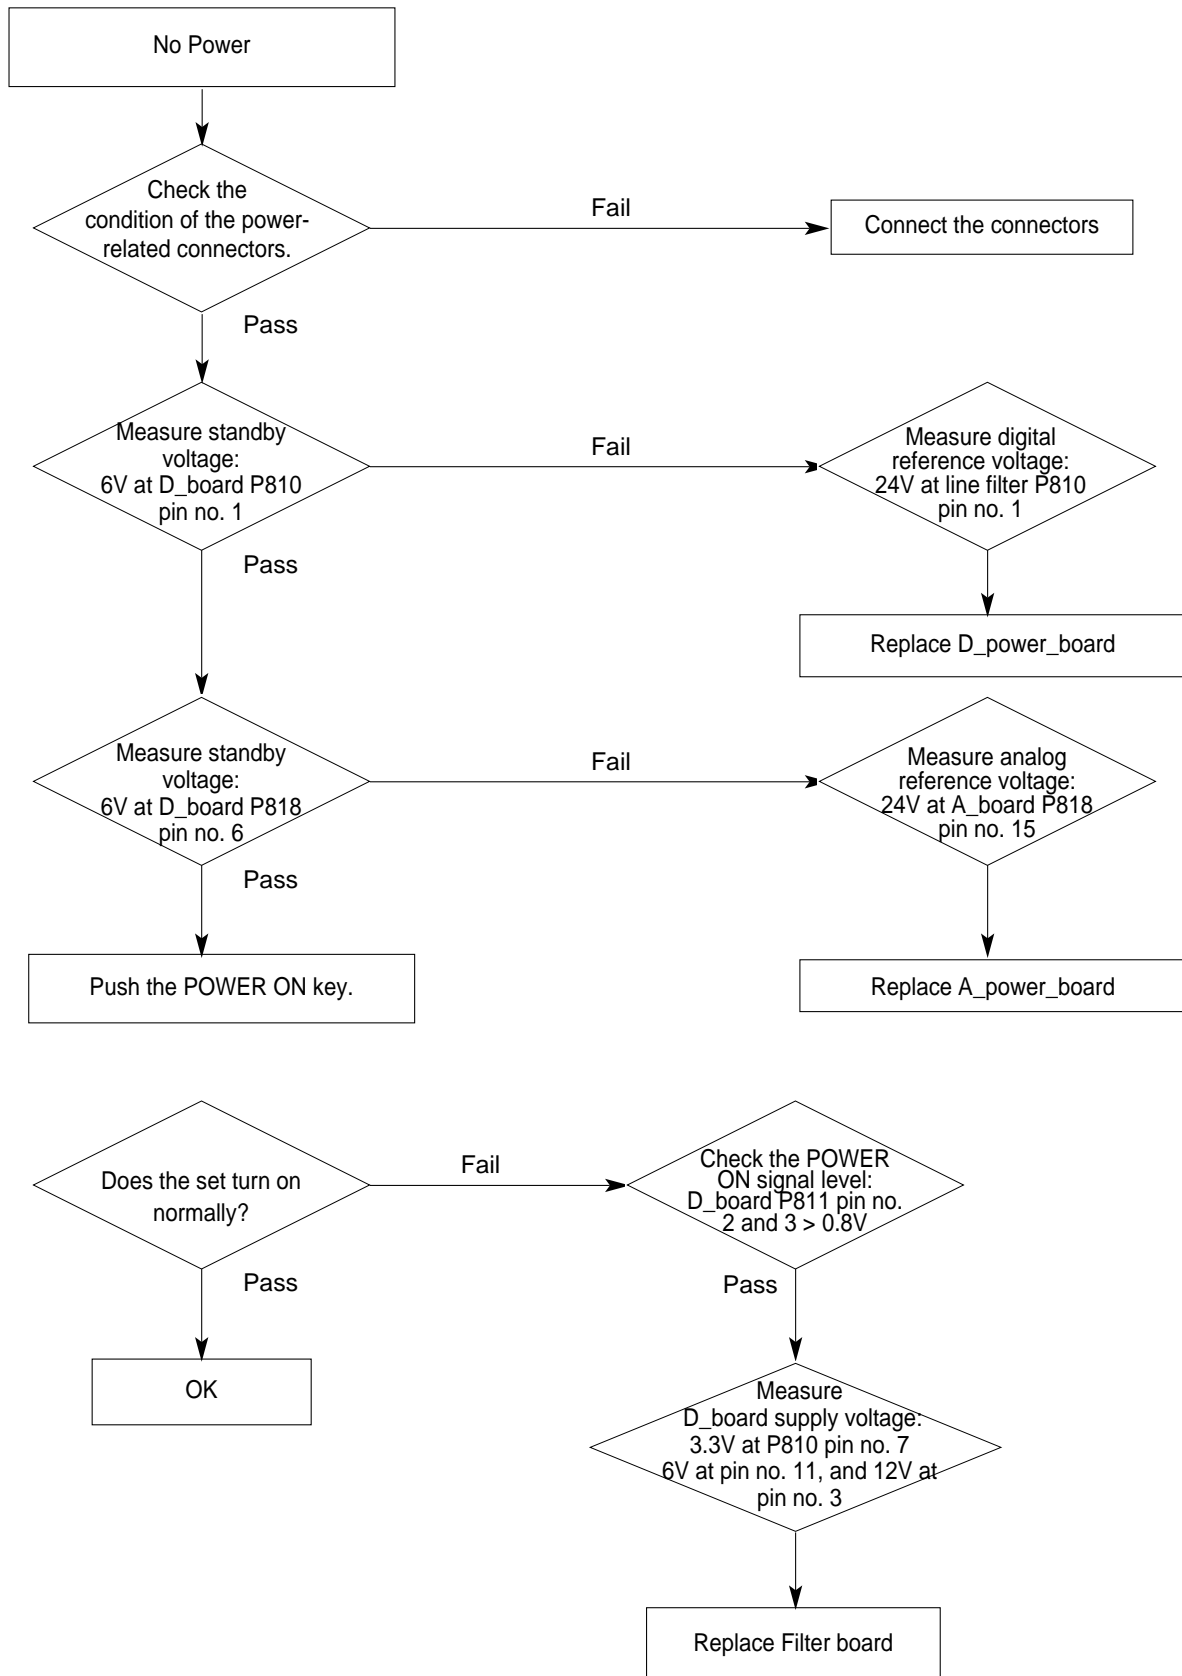 No Power
Check the
condition of the power-
related connectors.
Fail
Connect the connectors
Pass
Measure standby
voltage:
6V at D_board P810
pin no. 1
Fail
Measure digital
reference voltage:
24V at line filter P810
pin no. 1
Pass
Replace D_power_board
Measure standby
voltage:
6V at D_board P818
pin no. 6
Fail
Measure analog
reference voltage:
24V at A_board P818
pin no. 15
Pass
Push the POWER ON key.
Replace A_power_board
Does the set turn on
normally?
Fail
Check the POWER
ON signal level:
D_board P811 pin no.
2 and 3 > 0.8V
Pass
Pass
OK
Measure
D_board supply voltage:
3.3V at P810 pin no. 7
6V at pin no. 11, and 12V at
pin no. 3
Replace Filter board